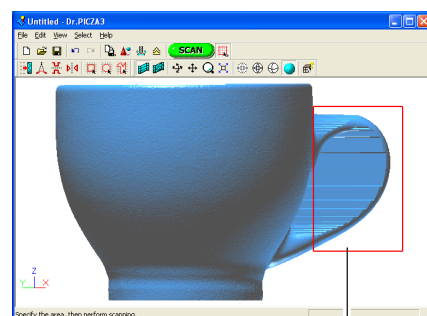 Untitled - Dr.PICZA3
File Edit View Select Help
SCAN
Z
Y X
Specify the area, then perform scanning.